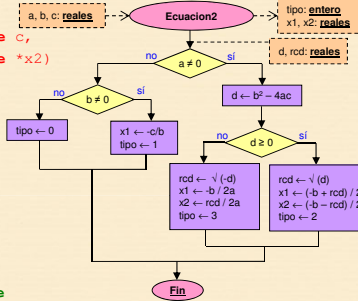 a, b, c: reales
Ecuacion2
tipo: entero
x1, x2: reales
e c,
e *x2)
d, rcd: reales
a ≠ 0
no
sí
b ≠ 0
d ← b² – 4ac
no
sí
tipo ← 0
x1 ← -c/b
tipo ← 1
no
d ≥ 0
sí
rcd ← √ (-d)
x1 ← -b / 2a
x2 ← rcd / 2a
tipo ← 3
rcd ← √ (d)
x1 ← (-b + rcd) / 2
x2 ← (-b – rcd) / 2
tipo ← 2
Fin
e